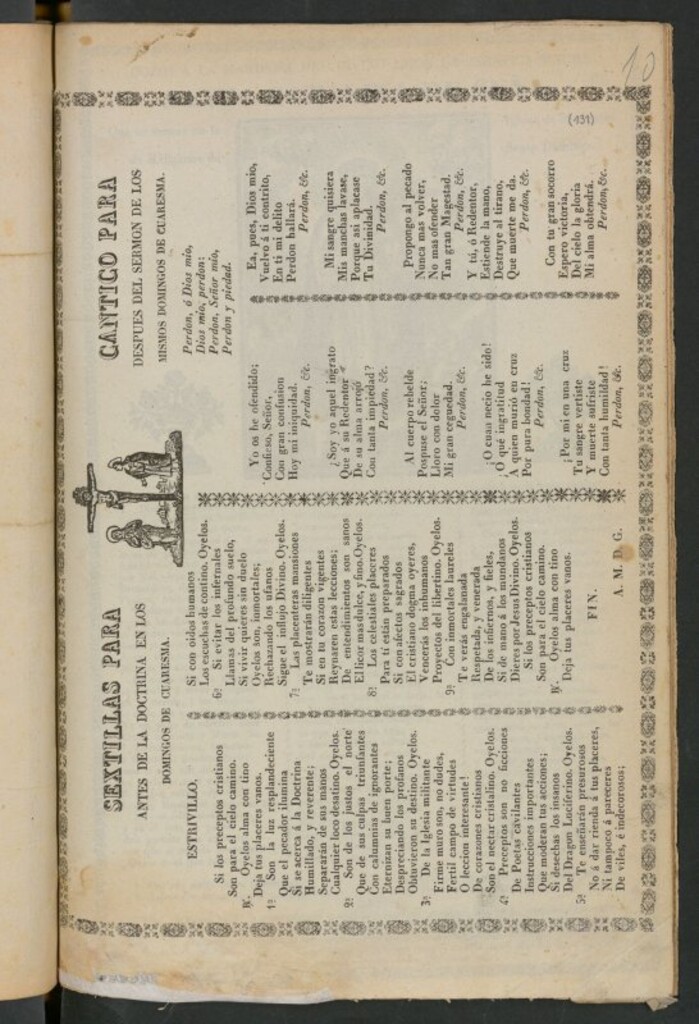 10
(131)
SEXTILLAS PARA
ANTES DE LA DOCTRINA EN LOS
DOMINGOS DE CUARESMA.
ESTRIVILLO.
Si los preceptos cristianos
Son para el cielo camino.
R. Oyelos alma con tino
Deja tus placeres vanos.
1ª Son la luz resplandeciente
Que el pecador ilumina
Si se acerca á la Doctrina
Humillado, y reverente;
Separarán de sus manos
Cualquier loco desatino. Oyelos.
2ª Son de los justos el norte
Que de sus culpas triunfantes
Con calumnias de ignorantes
Eternizan su buen porte;
Despreciando los profanos
Obtuvieron su destino. Oyelos.
3ª De la Iglesia militante
Firme muro son, no dudes,
Fertil campo de virtudes
O leccion interesante!
De corazones cristianos
Son el nectar cristalino. Oyelos.
4ª Preceptos son no ficciones
De Poetas cavilantes
Instrucciones importantes
Que moderan tus acciones;
Si desechas los insanos
Del Dragon Luciferino. Oyelos.
5ª Te enseñarán presurosos
No á dar rienda á tus placeres,
Ni tampoco á pareceres
De viles, é indecorosos;
Si con oidos humanos
Los escuchas de contino. Oyelos.
6ª Si evitar los infernales
Llamas del profundo suelo,
Si vivir quieres sin duelo
Oyelos son, inmortales;
Rechazando los ufanos
Sigue el influjo Divino. Oyelos.
7ª Las placenteras mansiones
Te mostrarán diligentes
Si en tu corazon vigentes
Reynaren estas lecciones;
De entendimientos son sanos
El licor mas dulce, y fino. Oyelos.
8ª Los celestiales placeres
Para tí están preparados
Si con afectos sagrados
El cristiano dogma oyeres,
Vencerás los inhumanos
Proyectos del libertino. Oyelos.
9ª Con inmortales laureles
Te verás engalanada
Respetada y venerada
De los infiernos, y fieles,
Si de mano á los mundanos
Dieres por Jesus Divino. Oyelos.
Si los preceptos cristianos
Son para el cielo camino.
R. Oyelos alma con tino
Deja tus placeres vanos.
FIN.
A. M. D. G.
CANTICO PARA
DESPUES DEL SERMON DE LOS
MISMOS DOMINGOS DE CUARESMA.
Perdon, ó Dios mio,
Dios mio, perdon:
Perdon, Señor mio,
Perdon y piedad.
Yo os he ofendido;
Confieso, Señor,
Con gran confusion
Hoy mi iniquidad.
Perdon, &c.
¿Soy yo aquel ingrato
Que á su Redentor
De su alma arrojó
Con tanta impiedad?
Perdon, &c.
Al cuerpo rebelde
Pospuse el Señor;
Lloro con dolor
Mi gran ceguedad.
Perdon, &c.
¡O cuan necio he sido!
¡O qué ingratitud
A quien murió en cruz
Por pura bondad!
Perdon, &c.
¡Por mi en una cruz
Tu sangre vertiste
Y muerte sufriste
Con tanta humildad!
Perdon, &c.
Ea, pues, Dios mio,
Vuelvo á ti contrito,
En ti mi delito
Perdon hallará.
Perdon, &c.
Mi sangre quisiera
Mis manchas lavase,
Porque asi aplacase
Tu Divinidad.
Perdon, &c.
Propongo al pecado
Nunca mas volver,
No mas ofender
Tan gran Magestad.
Perdon, &c.
Y tú, ó Redentor,
Estiende la mano,
Destruye al tirano,
Que muerte me da.
Perdon, &c.
Con tu gran socorro
Espero victoria,
Del cielo la gloria
Mi alma obtendrá.
Perdon, &c.